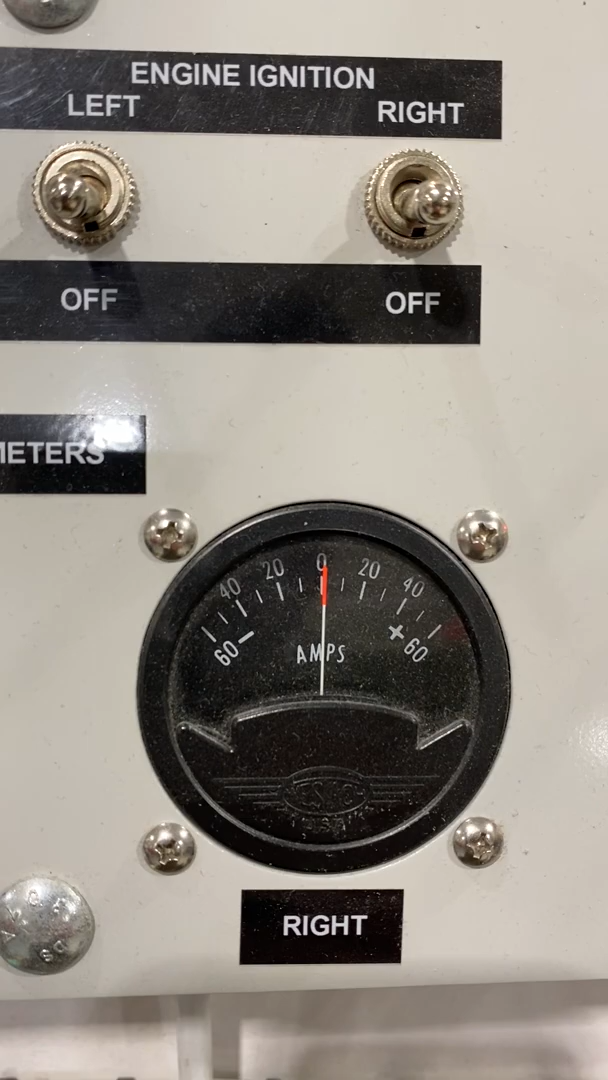 ENGINE IGNITION
LEFT RIGHT
OFF OFF
METERS
40 20 0 20 40
60 − + 60
AMPS
RIGHT